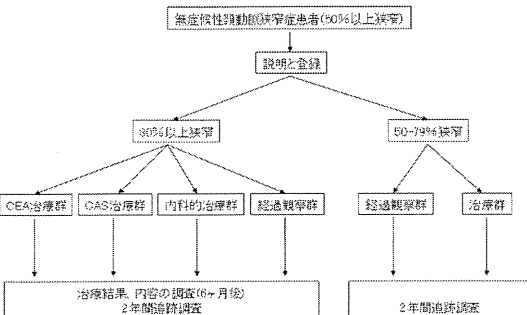 無症候性頸動脈狭窄症患者(50%以上狭窄)
説明と登録
80%以上狭窄
50-79%狭窄
CEA治療群
CAS治療群
内科的治療群
経過観察群
経過観察群
治療群
治療結果、内容の調査(6ヶ月後)
2年間追跡調査
2年間追跡調査